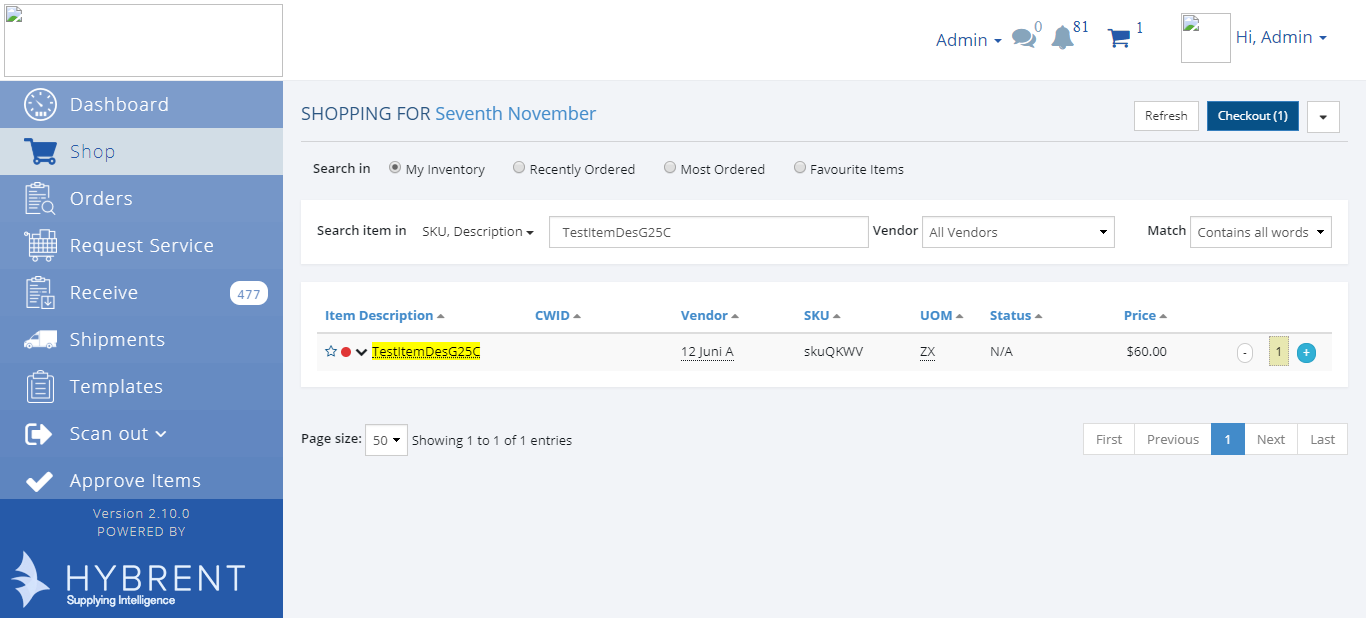 Admin 0 81 1 Hi, Admin
Dashboard
Shop
Orders
Request Service
Receive 477
Shipments
Templates
Scan out
Approve Items
Version 2.10.0
POWERED BY
HYBRENT
Supplying Intelligence
SHOPPING FOR Seventh November Refresh Checkout (1)
Search in My Inventory Recently Ordered Most Ordered Favourite Items
Search item in SKU, Description TestItemDesG25C Vendor All Vendors Match Contains all words
Item Description CWID Vendor SKU UOM Status Price
TestItemDesG25C 12 Juni A skuQKWV ZX N/A $60.00 - 1 +
Page size: 50 Showing 1 to 1 of 1 entries First Previous 1 Next Last